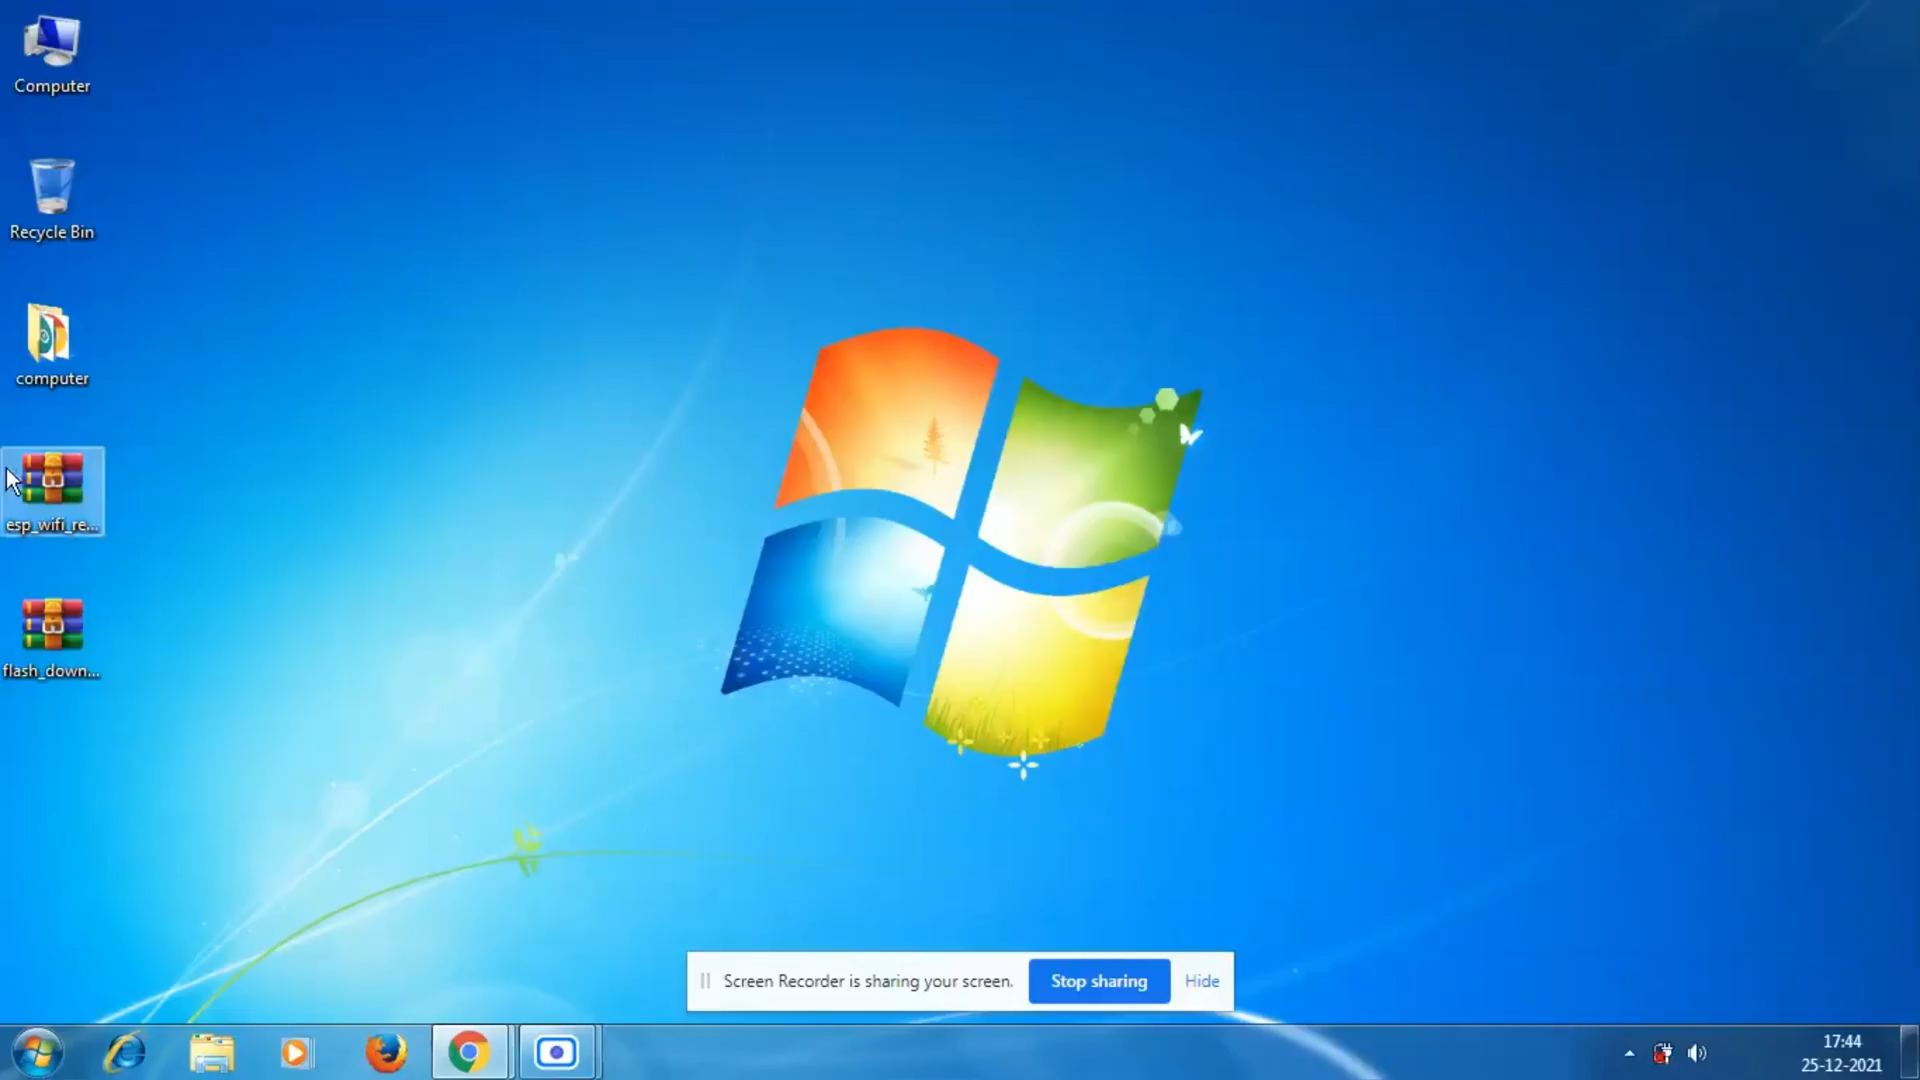 Computer
Recycle Bin
computer
esp_wifi_re...
flash_down...
Screen Recorder is sharing your screen.
Stop sharing
Hide
17:44
25-12-2021